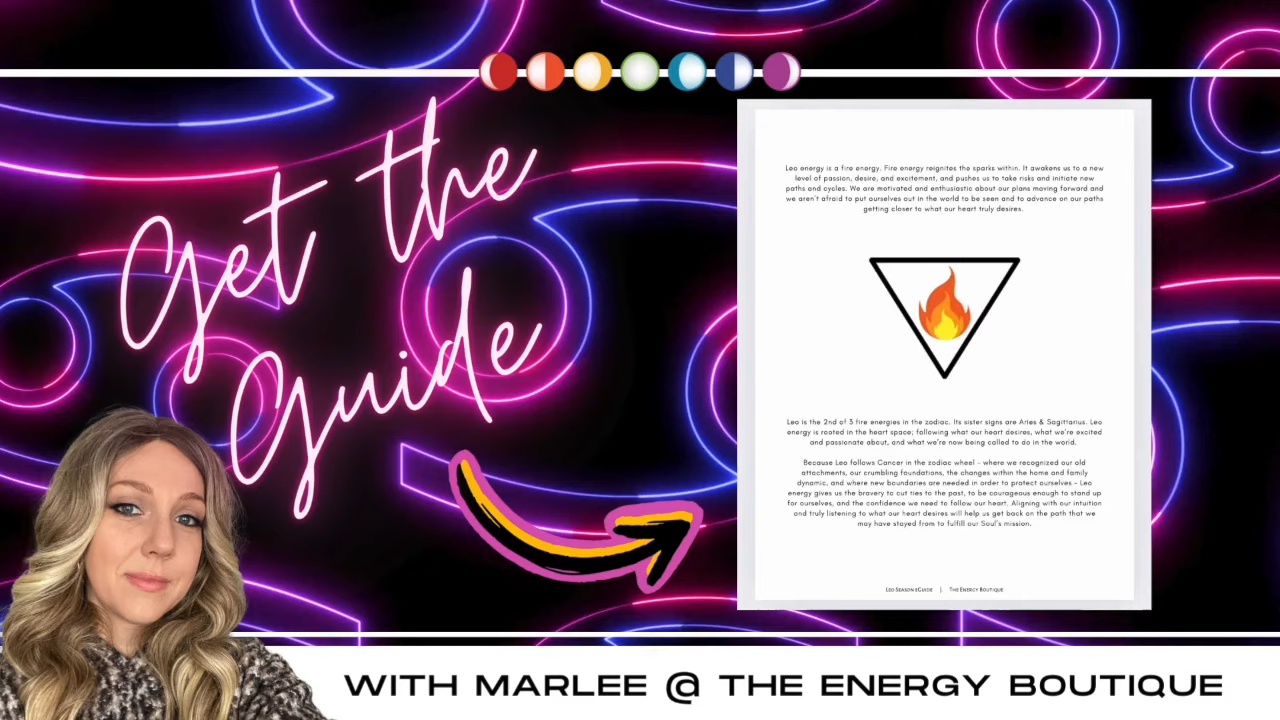 Get the
Guide
Leo energy is a fire energy. Fire energy reignites the sparks within. It awakens us to a new
level of passion, desire, and excitement, and pushes us to take risks and initiate new
paths and cycles. We are motivated and enthusiastic about our plans moving forward and
we aren't afraid to put ourselves out in the world to be seen and to advance on our paths
getting closer to what our heart truly desires.
Leo is the 2nd of 3 fire energies in the zodiac. Its sister signs are Aries & Sagittarius. Leo
energy is rooted in the heart space; following what our heart desires, what we're excited
and passionate about, and what we're now being called to do in the world.
Because Leo follows Cancer in the zodiac wheel - where we recognized our old
attachments, our crumbling foundations, the changes within the home and family
dynamic, and where new boundaries are needed in order to protect ourselves - Leo
energy gives us the bravery to cut ties to the past, to be courageous enough to stand up
for ourselves, and the confidence we need to follow our heart. Aligning with our intuition
and truly listening to what our heart desires will help us get back on the path that we
may have stayed from to fulfill our Soul's mission.
Leo Season eGuide | The Energy Boutique
WITH MARLEE @ THE ENERGY BOUTIQUE